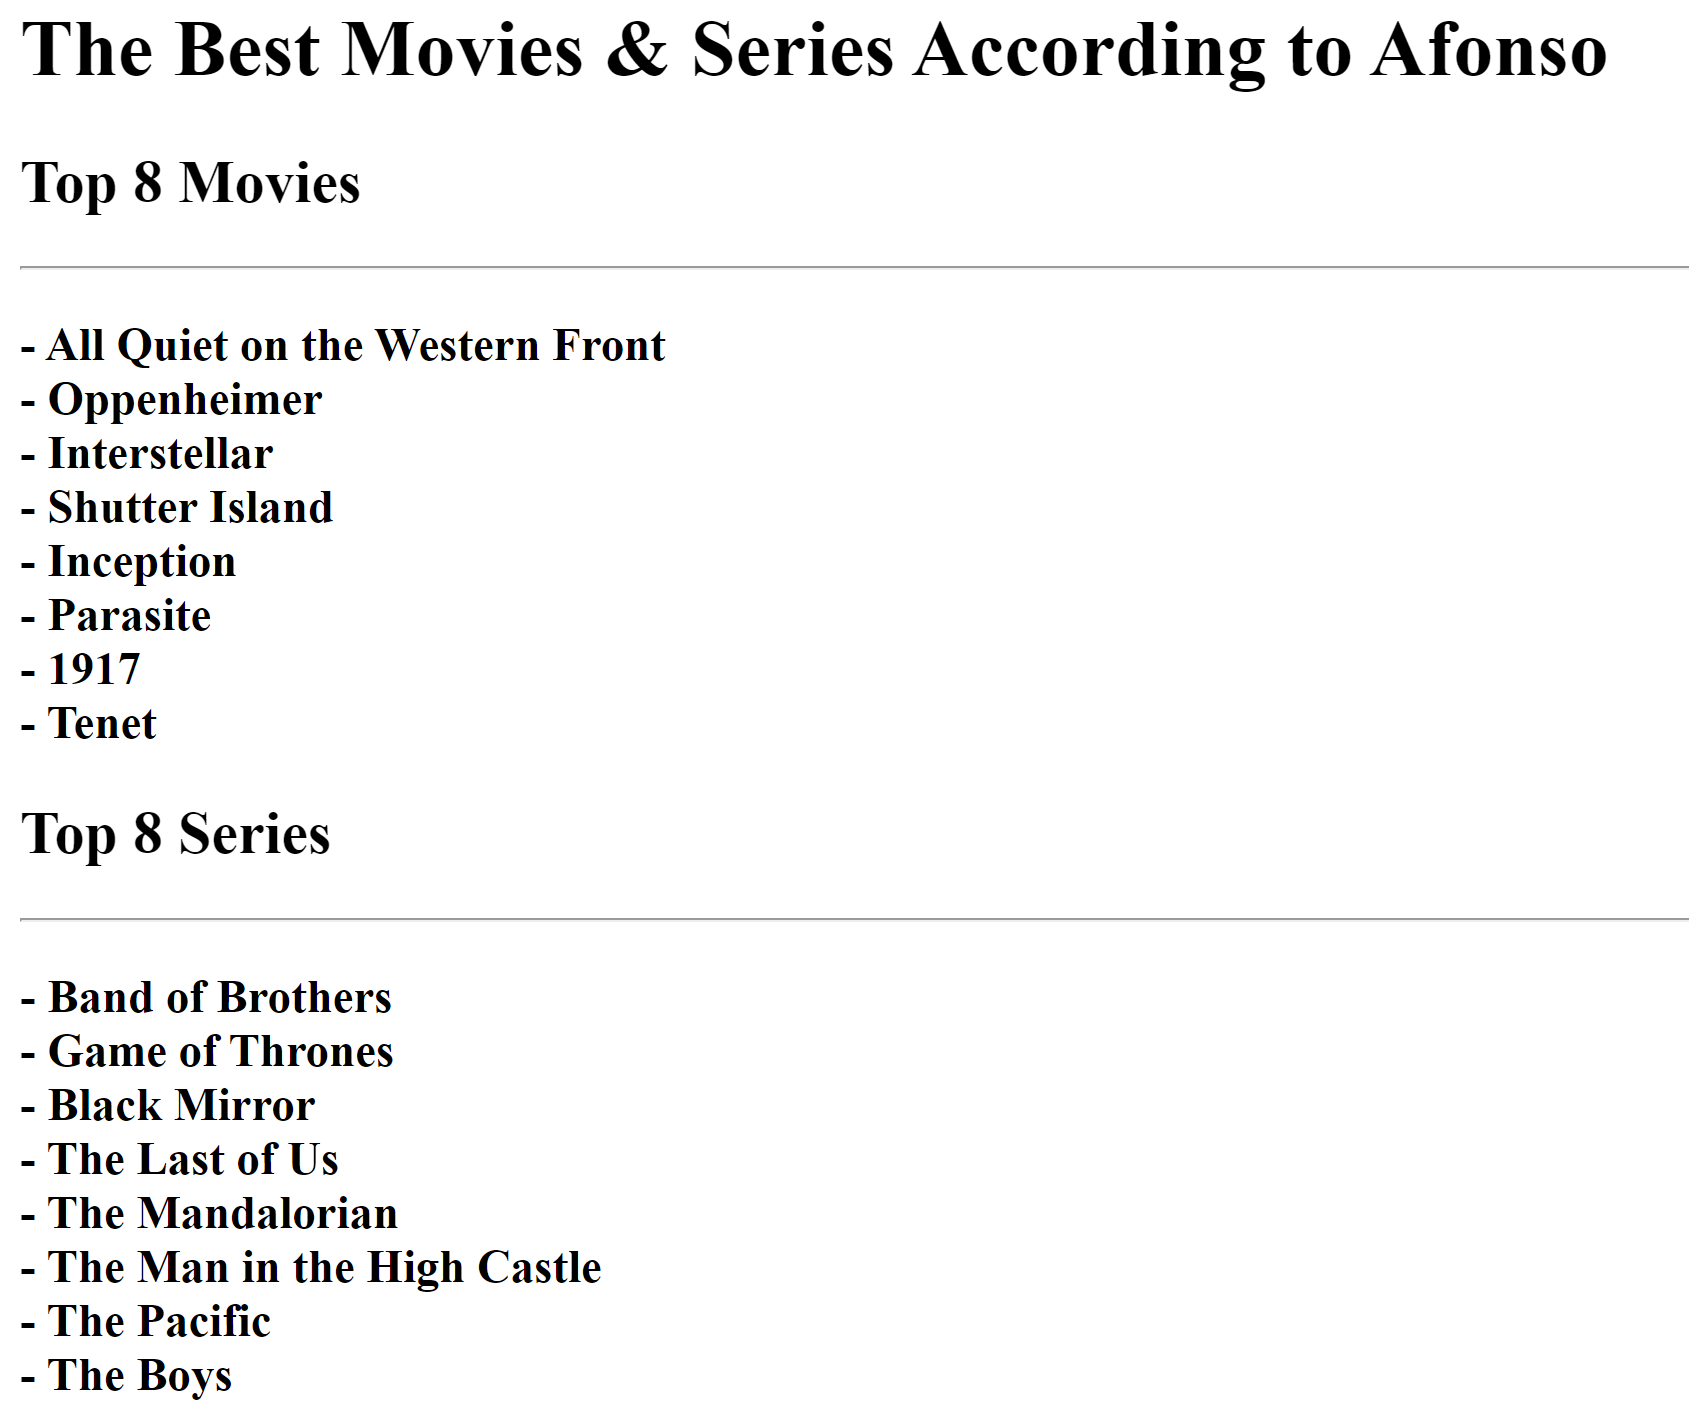 The Best Movies & Series According to Afonso
Top 8 Movies
- All Quiet on the Western Front
- Oppenheimer
- Interstellar
- Shutter Island
- Inception
- Parasite
- 1917
- Tenet
Top 8 Series
- Band of Brothers
- Game of Thrones
- Black Mirror
- The Last of Us
- The Mandalorian
- The Man in the High Castle
- The Pacific
- The Boys